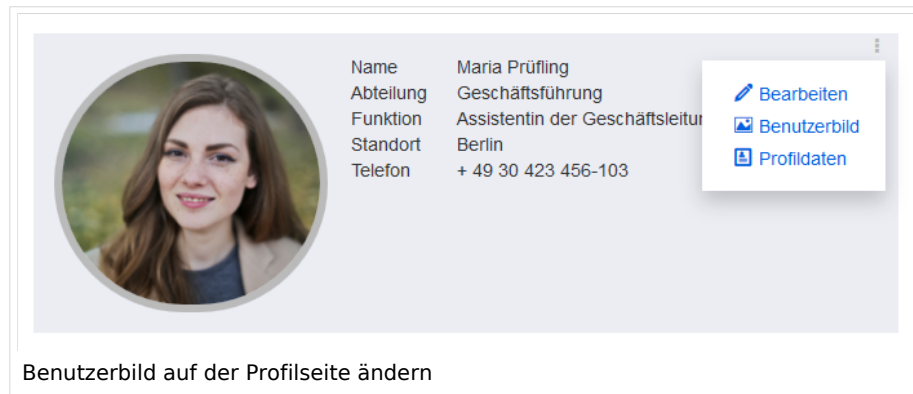 Name Maria Prüfling
Abteilung Geschäftsführung
Funktion Assistentin der Geschäftsleitu
Standort Berlin
Telefon + 49 30 423 456-103
Bearbeiten
Benutzerbild
Profildaten
Benutzerbild auf der Profilseite ändern